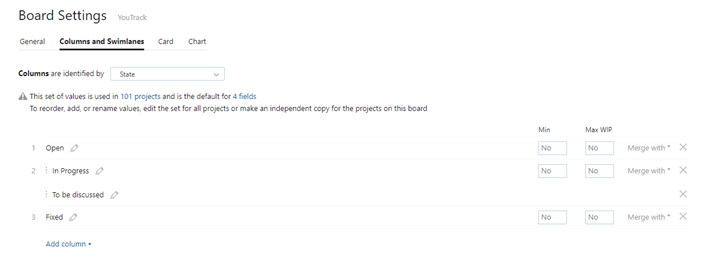 Board Settings YouTrack
General Columns and Swimlanes Card Chart
Columns are identified by State
This set of values is used in 101 projects and is the default for 4 fields
To reorder, add, or rename values, edit the set for all projects or make an independent copy for the projects on this board
Min Max WIP
1 Open No No Merge with *
2 In Progress No No Merge with *
To be discussed
3 Fixed No No Merge with *
Add column